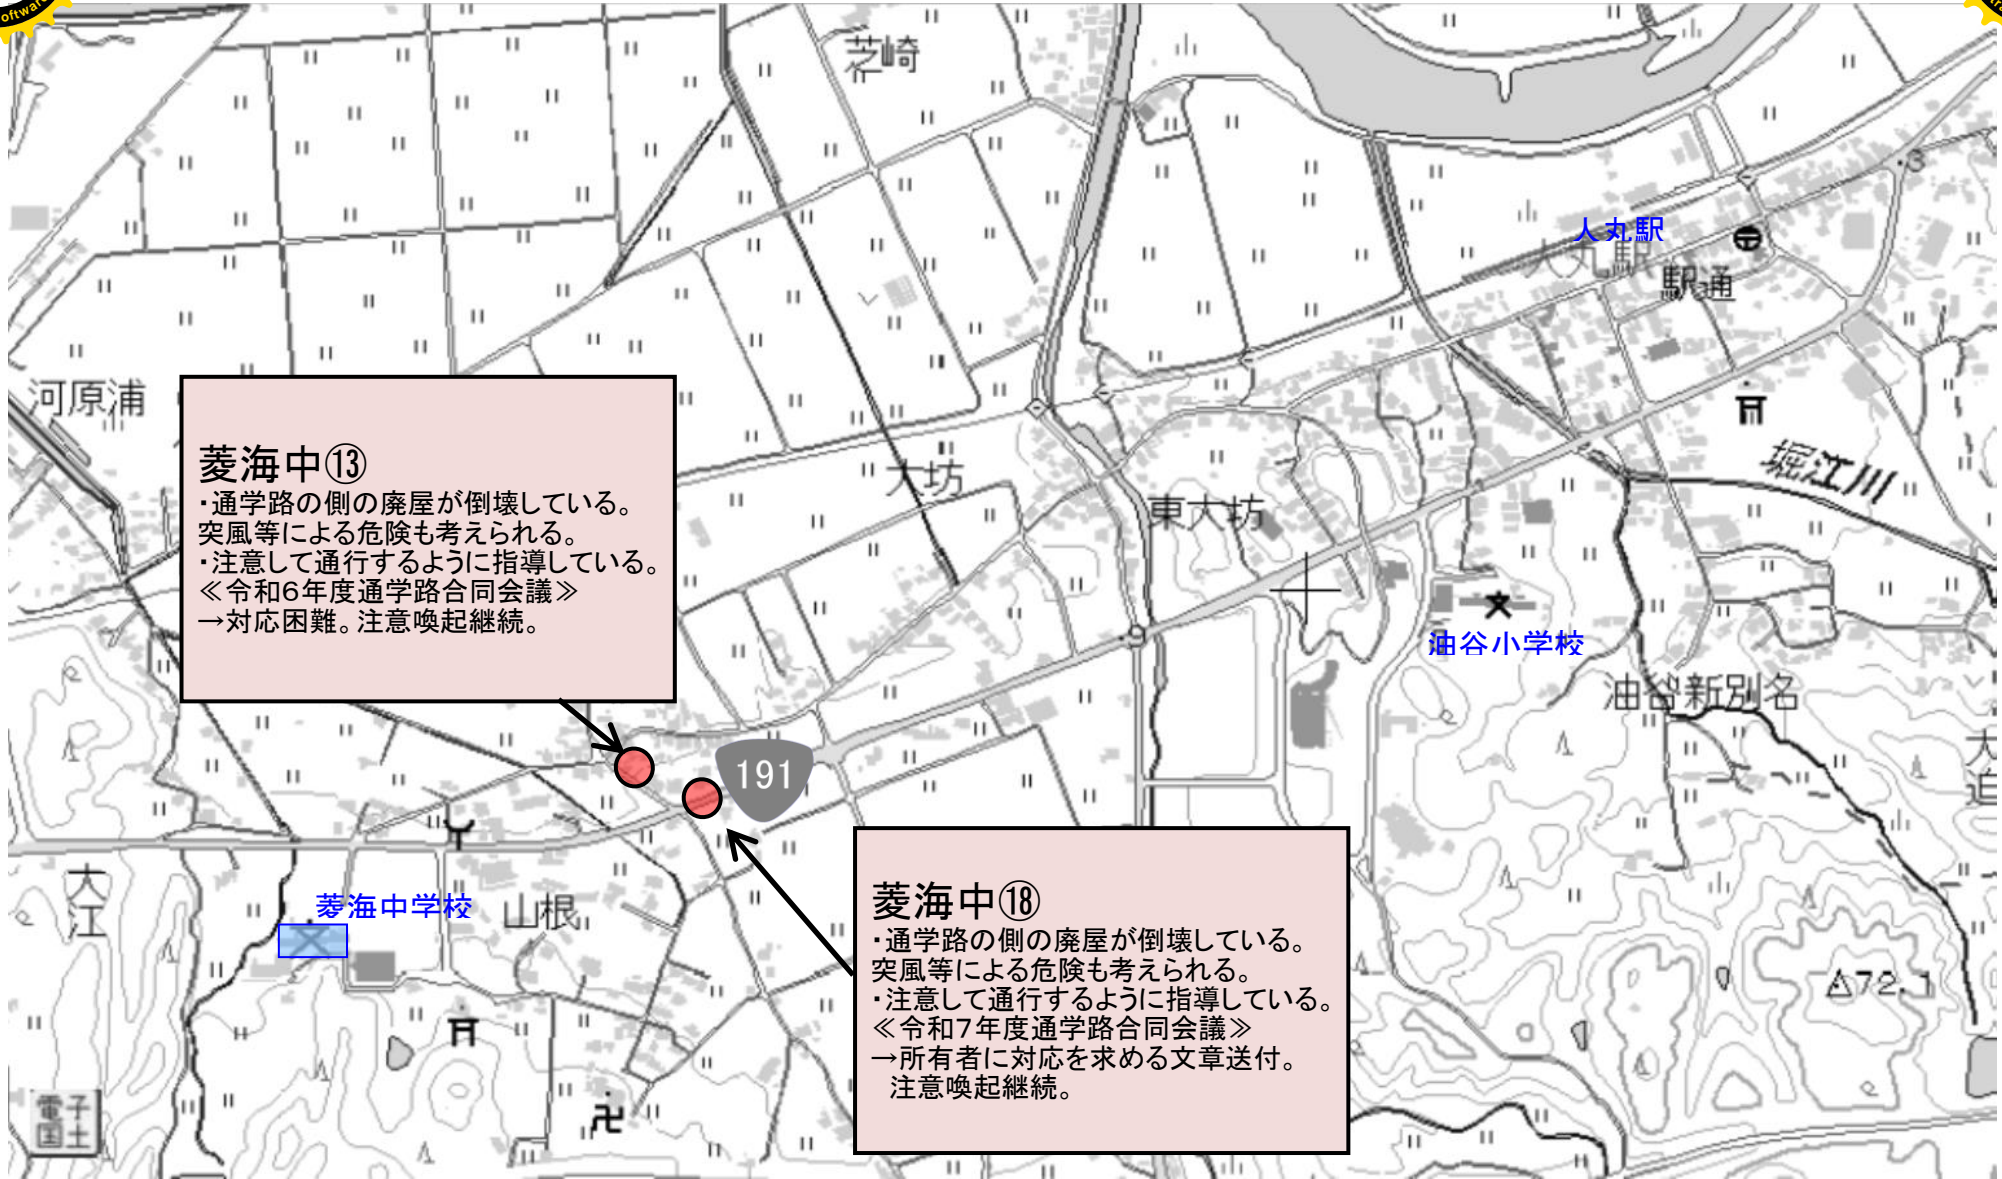 芝崎
人丸駅
人丸駅
駅通
3
河原浦
菱海中⑬
・通学路の側の廃屋が倒壊している。
突風等による危険も考えられる。
・注意して通行するように指導している。
≪令和6年度通学路合同会議≫
→対応困難。注意喚起継続。
大坊
東大坊
堀江川
油谷小学校
油谷新別名
191
大迫
大江
菱海中学校
山根
菱海中⑱
・通学路の側の廃屋が倒壊している。
突風等による危険も考えられる。
・注意して通行するように指導している。
≪令和7年度通学路合同会議≫
→所有者に対応を求める文章送付。
注意喚起継続。
72.1
電子
国土